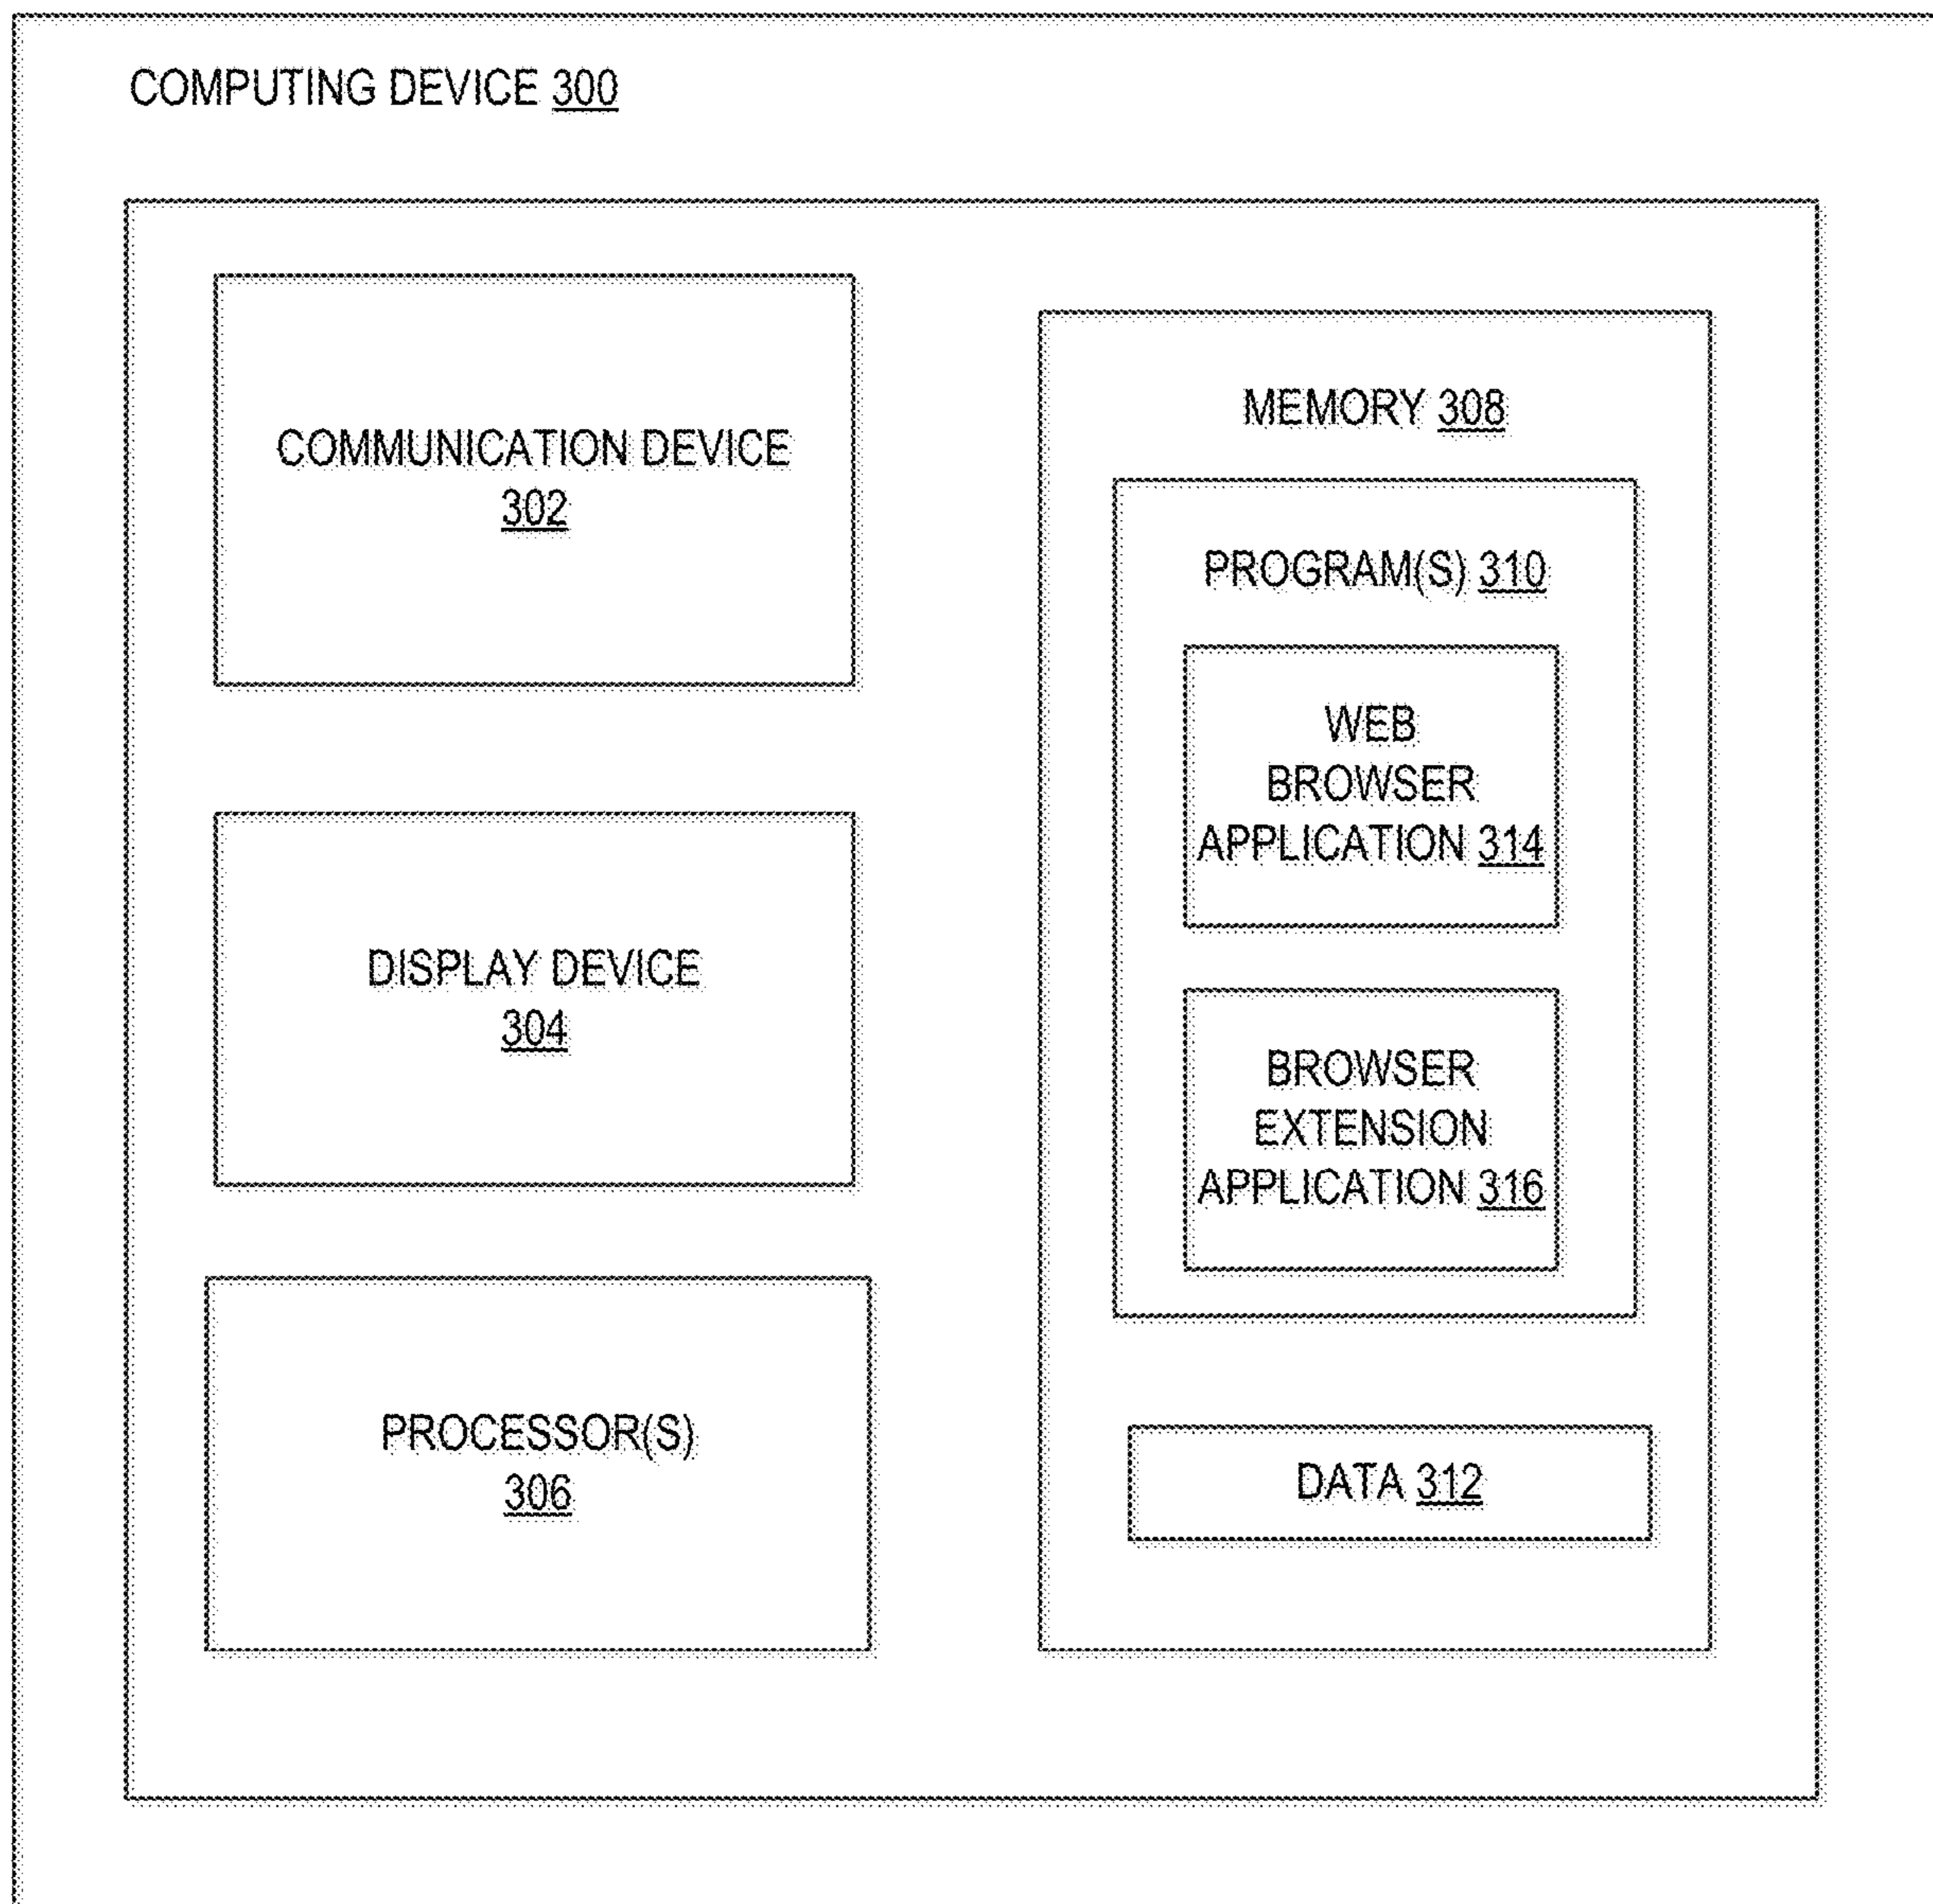 COMPUTING DEVICE 300
COMMUNICATION DEVICE
302
DISPLAY DEVICE
304
PROCESSOR(S)
306
MEMORY 308
PROGRAM(S) 310
WEB
BROWSER
APPLICATION 314
BROWSER
EXTENSION
APPLICATION 316
DATA 312